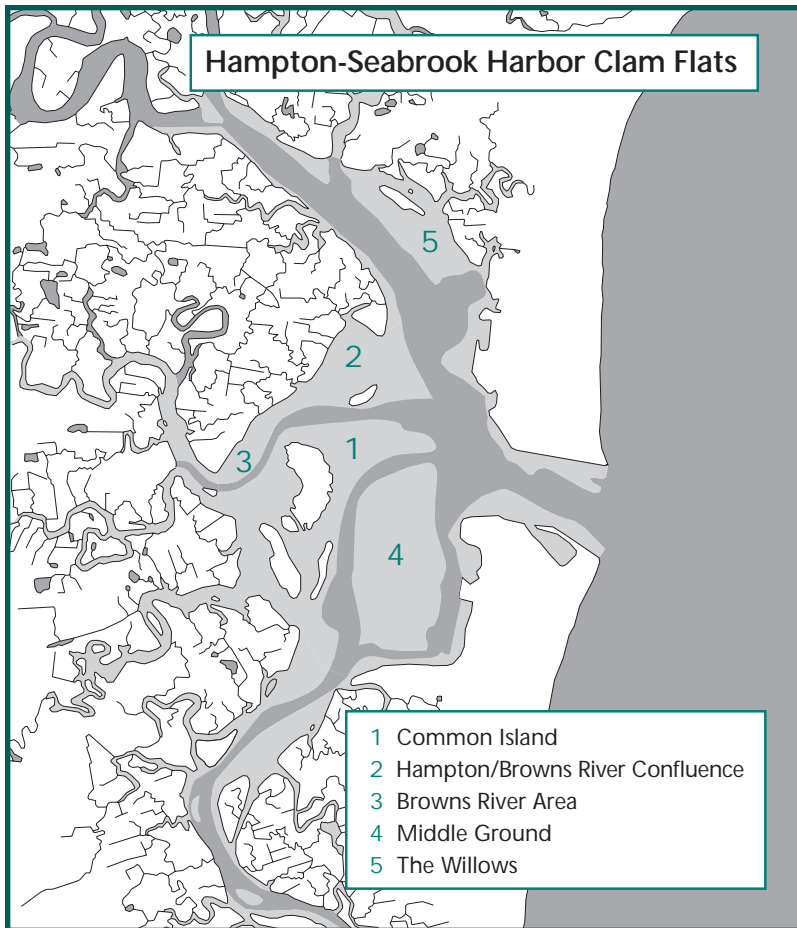 Hampton-Seabrook Harbor Clam Flats
5
2
1
3
4
1 Common Island
2 Hampton/Browns River Confluence
3 Browns River Area
4 Middle Ground
5 The Willows